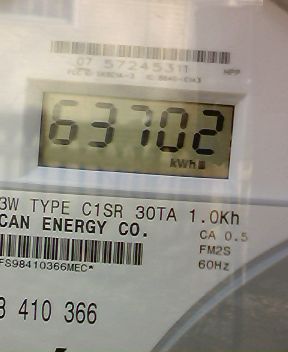 07 57245311
63702
kWh
3W TYPE C1SR 30TA 1.0Kh
CAN ENERGY CO.
CA 0.5
FM2S
60Hz
FS98410366MEC*
8 410 366